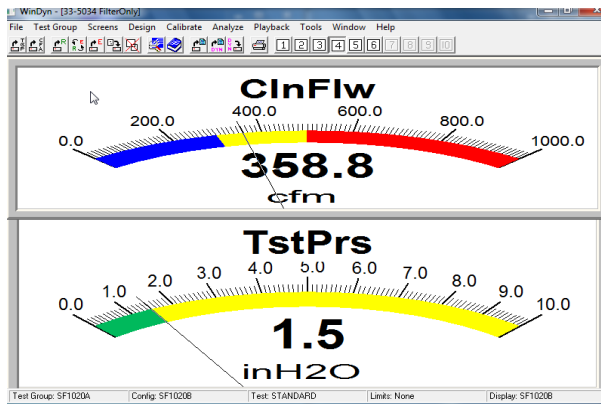 WinDyn - [33-5034 FilterOnly]
File Test Group Screens Design Calibrate Analyze Playback Tools Window Help
1 2 3 4 5 6 7 8 9 10
ClnFlw
0.0 200.0 400.0 600.0 800.0 1000.0
358.8
cfm
TstPrs
0.0 1.0 2.0 3.0 4.0 5.0 6.0 7.0 8.0 9.0 10.0
1.5
inH2O
Test Group: SF1020A Config: SF1020B Test: STANDARD Limits: None Display: SF1020B